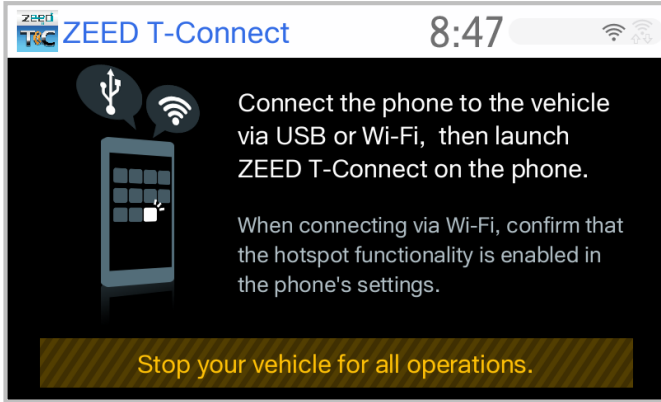 zeed
T&C
ZEED T-Connect
8:47
Connect the phone to the vehicle
via USB or Wi-Fi, then launch
ZEED T-Connect on the phone.
When connecting via Wi-Fi, confirm that
the hotspot functionality is enabled in
the phone's settings.
Stop your vehicle for all operations.